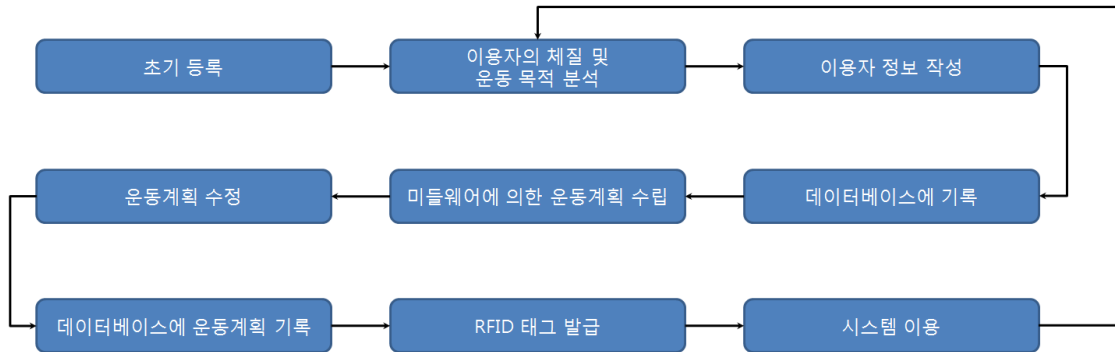 초기 등록
이용자의 체질 및
운동 목적 분석
이용자 정보 작성
운동계획 수정
미들웨어에 의한 운동계획 수립
데이터베이스에 기록
데이터베이스에 운동계획 기록
RFID 태그 발급
시스템 이용